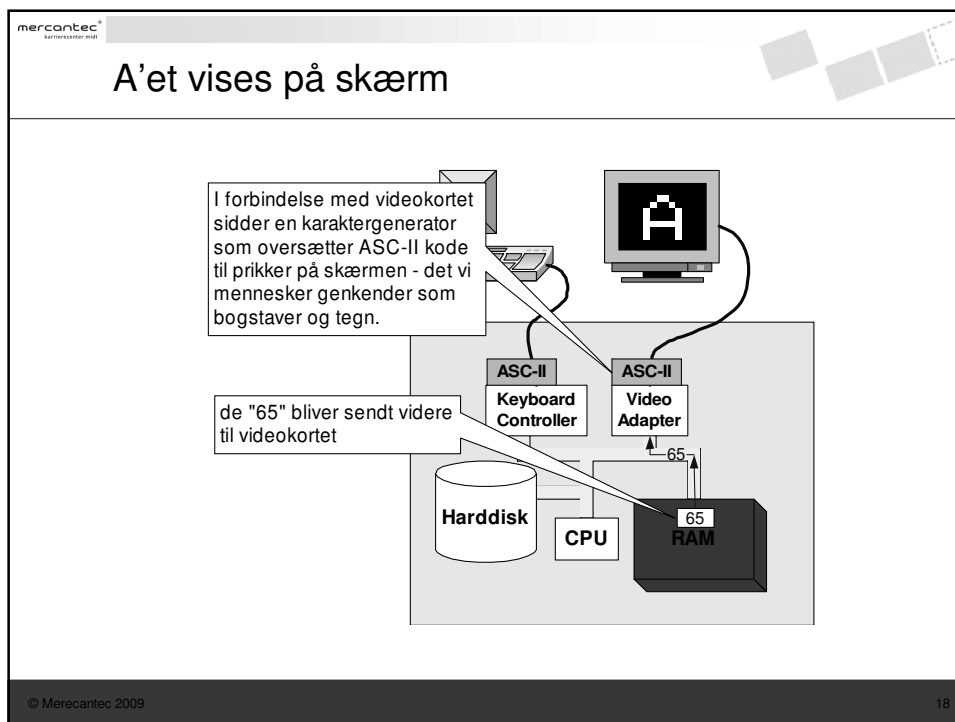 mercantec+
karrierecenter midt
A'et vises på skærm
I forbindelse med videokortet
sidder en karaktergenerator
som oversætter ASC-II kode
til prikker på skærmen - det vi
mennesker genkender som
bogstaver og tegn.
A
ASC-II
Keyboard
Controller
ASC-II
Video
Adapter
de "65" bliver sendt videre
til videokortet
65
Harddisk
CPU
65
RAM
© Merecantec 2009
18